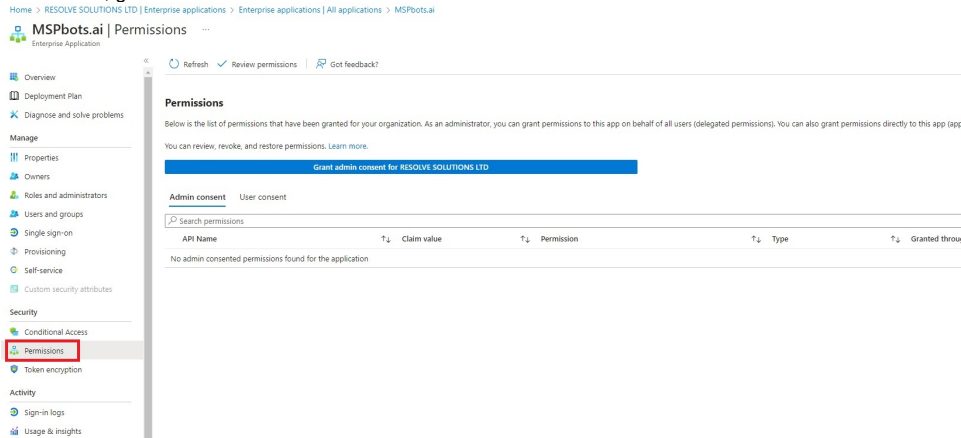 Home > RESOLVE SOLUTIONS LTD | Enterprise applications > Enterprise applications | All applications > MSPbots.ai
MSPbots.ai | Permissions ...
Enterprise Application
Refresh Review permissions Got feedback?
Overview
Deployment Plan
Diagnose and solve problems
Manage
Properties
Owners
Roles and administrators
Users and groups
Single sign-on
Provisioning
Self-service
Custom security attributes
Security
Conditional Access
Permissions
Token encryption
Activity
Sign-in logs
Usage & insights
Permissions
Below is the list of permissions that have been granted for your organization. As an administrator, you can grant permissions to this app on behalf of all users (delegated permissions). You can also grant permissions directly to this app (app
You can review, revoke, and restore permissions. Learn more.
Grant admin consent for RESOLVE SOLUTIONS LTD
Admin consent User consent
Search permissions
API Name Claim value Permission Type Granted throug
No admin consented permissions found for the application